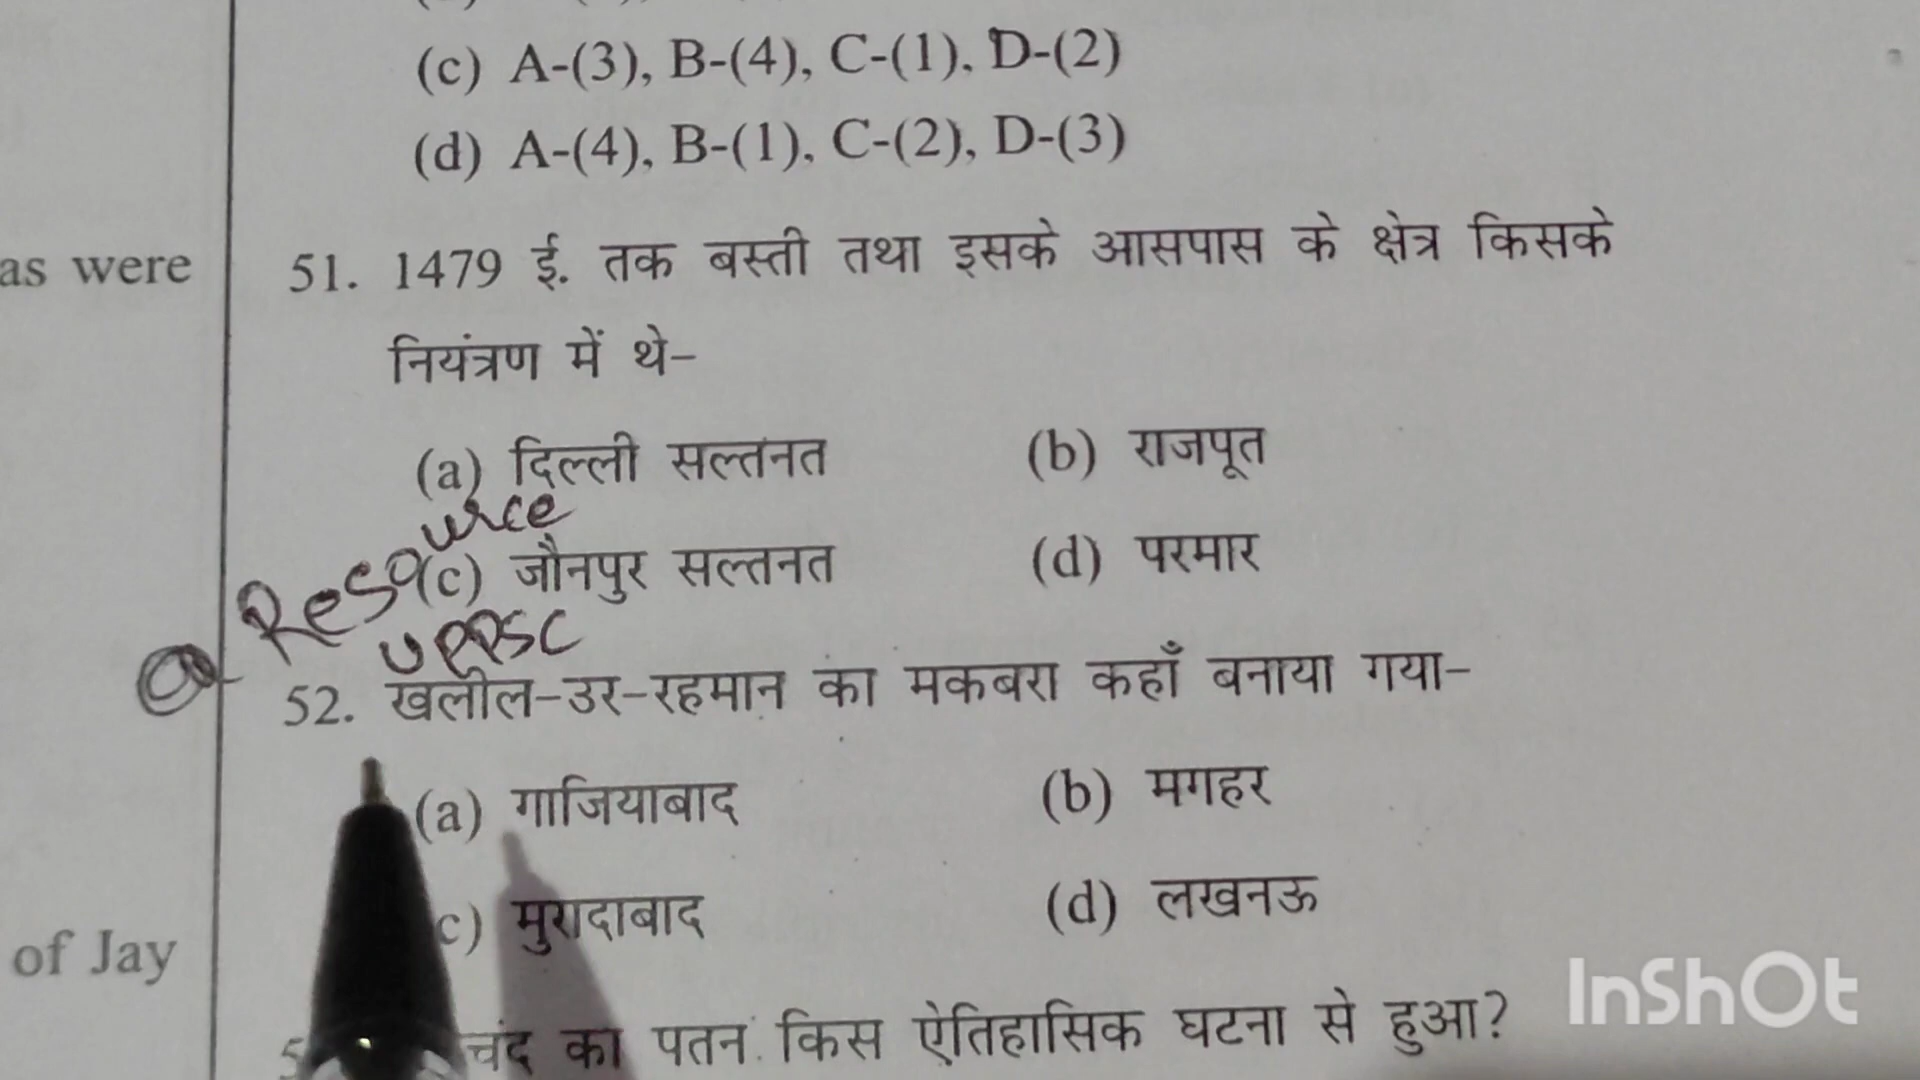 (c) A-(3), B-(4), C-(1), D-(2)
(d) A-(4), B-(1), C-(2), D-(3)
as were
51. 1479 ई. तक बस्ती तथा इसके आसपास के क्षेत्र किसके
नियंत्रण में थे-
(a) दिल्ली सल्तनत (b) राजपूत
Resource
(c) जौनपुर सल्तनत (d) परमार
UPPSC
52. खलील-उर-रहमान का मकबरा कहाँ बनाया गया-
(a) गाजियाबाद (b) मगहर
c) मुरादाबाद (d) लखनऊ
of Jay
चंद का पतन किस ऐतिहासिक घटना से हुआ?
InShOt